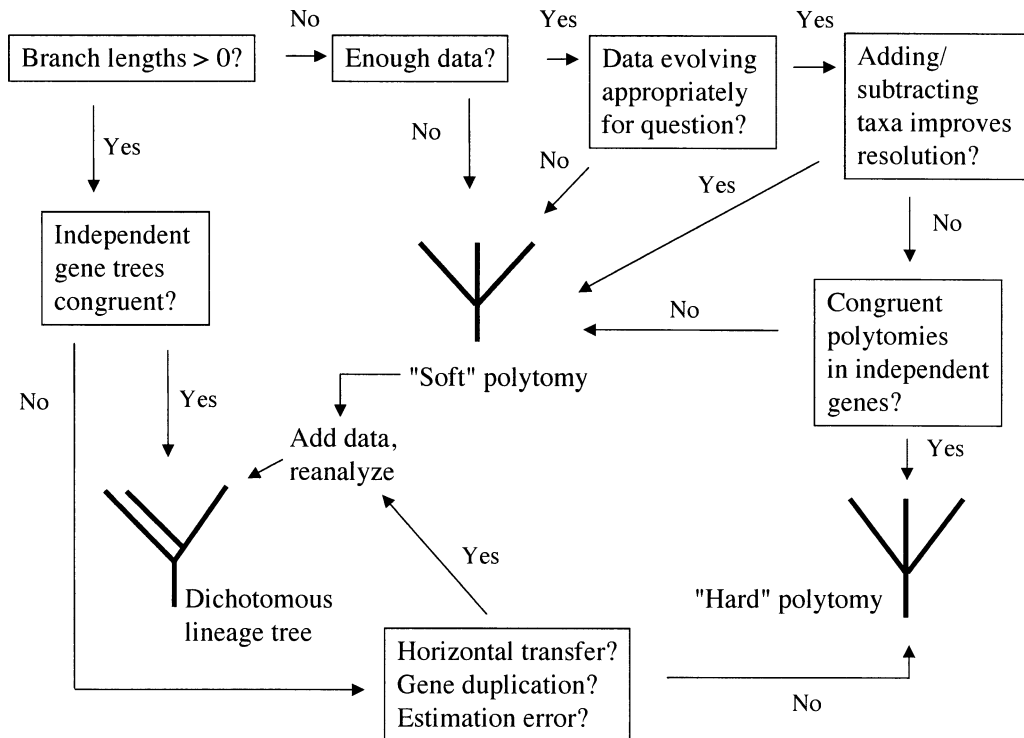 No
Yes
Yes
Branch lengths > 0?
Enough data?
Data evolving
appropriately
for question?
Adding/
subtracting
taxa improves
resolution?
Yes
No
No
Yes
No
Independent
gene trees
congruent?
Congruent
polytomies
in independent
genes?
No
"Soft" polytomy
No
Yes
Add data,
reanalyze
Yes
Yes
Dichotomous
lineage tree
"Hard" polytomy
Horizontal transfer?
Gene duplication?
Estimation error?
No